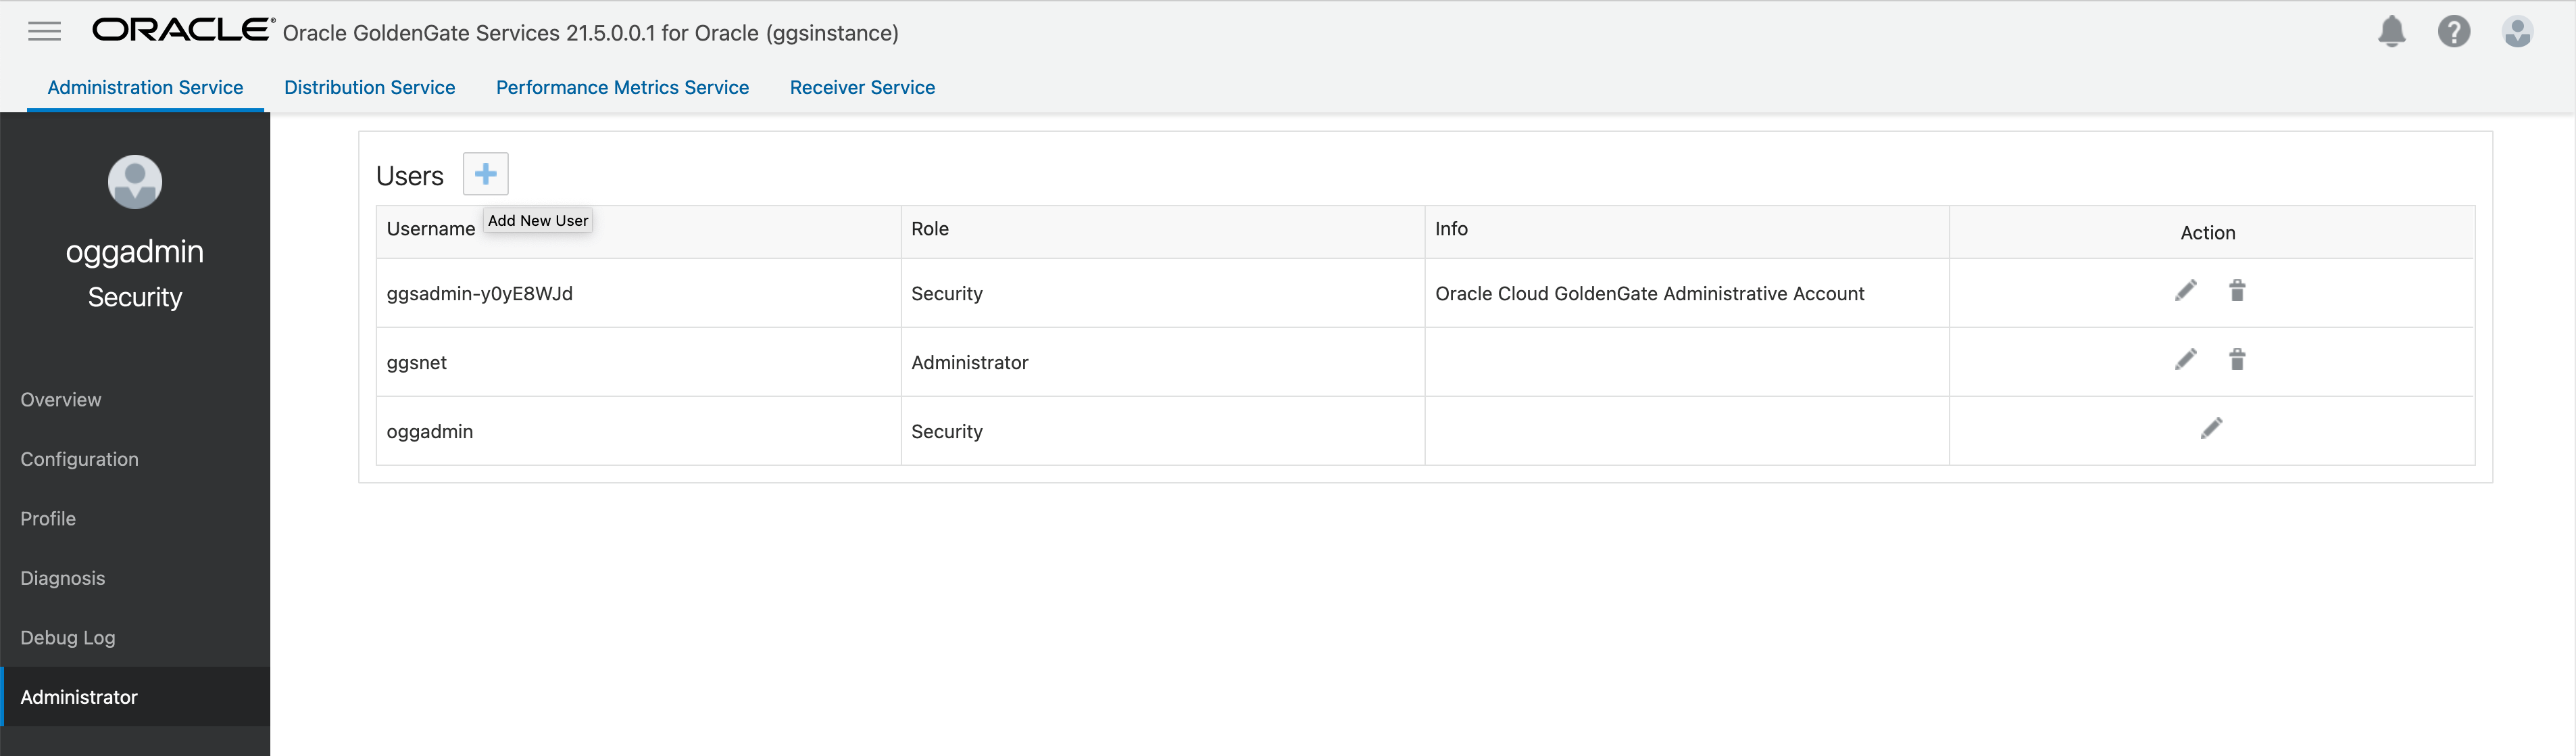 ORACLE® Oracle GoldenGate Services 21.5.0.0.1 for Oracle (ggsinstance)
Administration Service Distribution Service Performance Metrics Service Receiver Service
oggadmin
Security
Overview
Configuration
Profile
Diagnosis
Debug Log
Administrator
Users
Add New User
Username Role Info Action
ggsadmin-y0yE8WJd Security Oracle Cloud GoldenGate Administrative Account
ggsnet Administrator
oggadmin Security